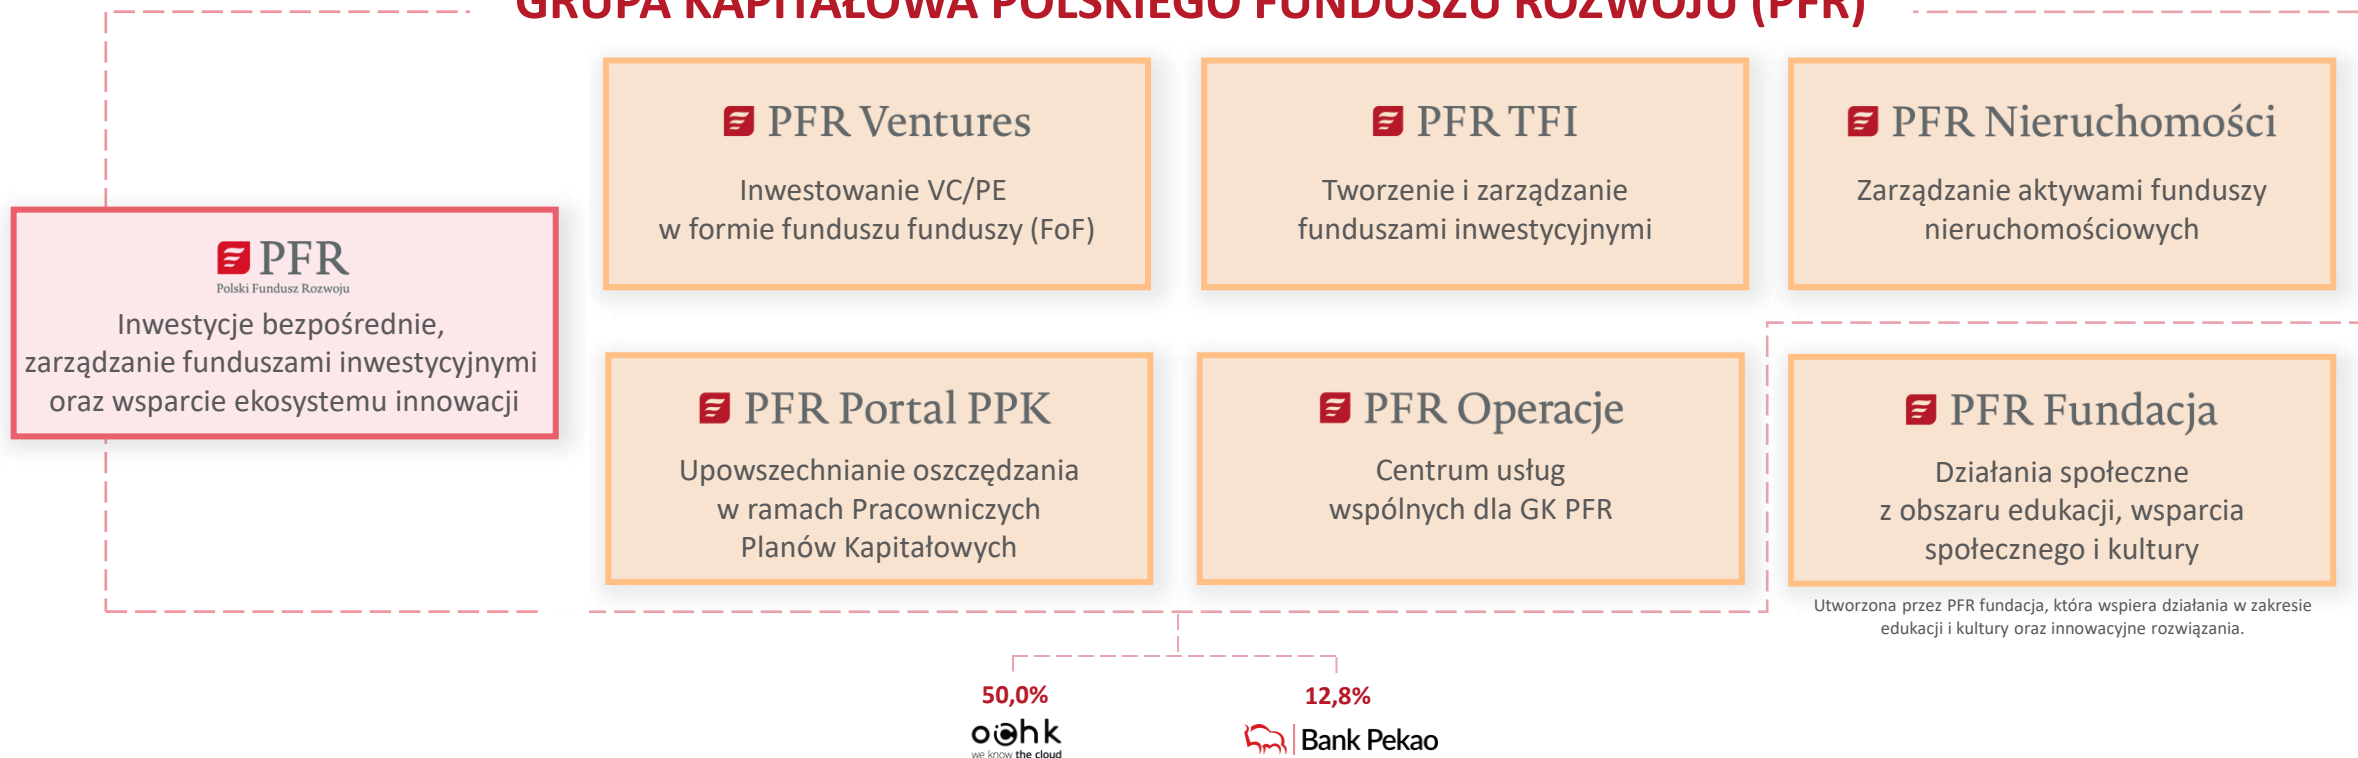 GRUPA KAPITAŁOWA POLSKIEGO FUNDUSZU ROZWOJU (PFR)
PFR
Polski Fundusz Rozwoju
Inwestycje bezpośrednie,
zarządzanie funduszami inwestycyjnymi
oraz wsparcie ekosystemu innowacji
PFR Ventures
Inwestowanie VC/PE
w formie funduszu funduszy (FoF)
PFR TFI
Tworzenie i zarządzanie
funduszami inwestycyjnymi
PFR Nieruchomości
Zarządzanie aktywami funduszy
nieruchomościowych
PFR Portal PPK
Upowszechnianie oszczędzania
w ramach Pracowniczych
Planów Kapitałowych
PFR Operacje
Centrum usług
wspólnych dla GK PFR
PFR Fundacja
Działania społeczne
z obszaru edukacji, wsparcia
społecznego i kultury
Utworzona przez PFR fundacja, która wspiera działania w zakresie
edukacji i kultury oraz innowacyjne rozwiązania.
50,0%
ochk
we know the cloud
12,8%
Bank Pekao